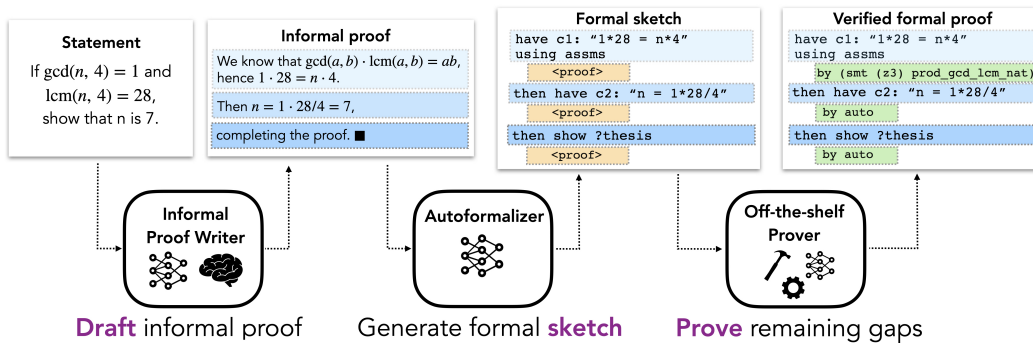 Statement
If gcd(n, 4) = 1 and
lcm(n, 4) = 28,
show that n is 7.
Informal proof
We know that gcd(a, b) · lcm(a, b) = ab,
hence 1 · 28 = n · 4.
Then n = 1 · 28/4 = 7,
completing the proof. ■
Formal sketch
have c1: “1*28 = n*4”
using assms
<proof>
then have c2: “n = 1*28/4”
<proof>
then show ?thesis
<proof>
Verified formal proof
have c1: “1*28 = n*4”
using assms
by (smt (z3) prod_gcd_lcm_nat)
then have c2: “n = 1*28/4”
by auto
then show ?thesis
by auto
Informal
Proof Writer
Autoformalizer
Off-the-shelf
Prover
Draft informal proof
Generate formal sketch
Prove remaining gaps